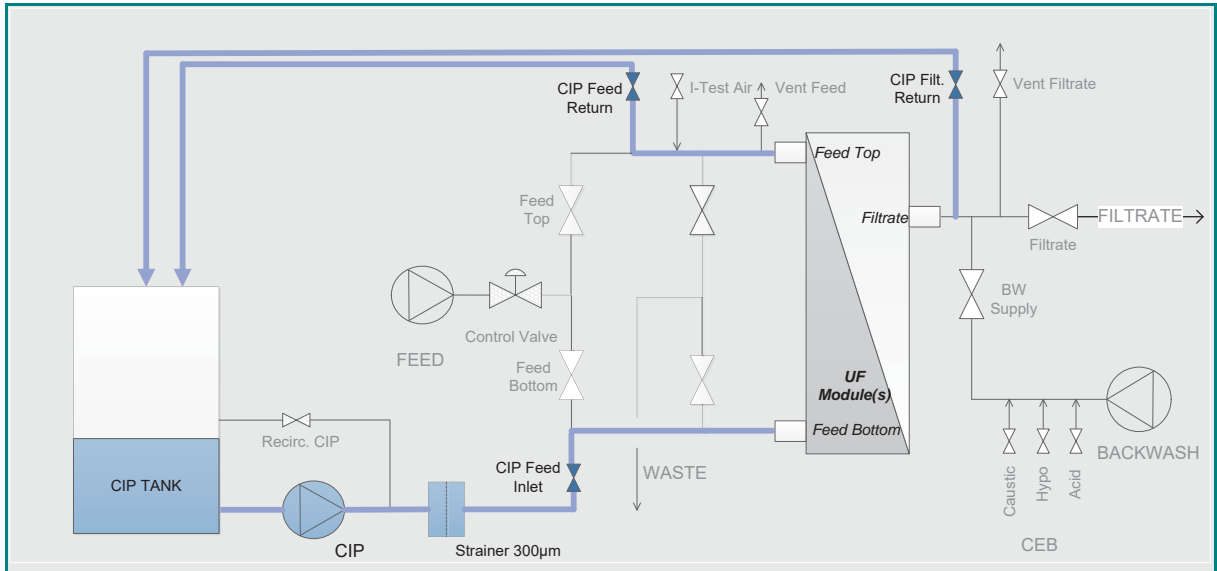 CIP Feed
Return
I-Test Air
Vent Feed
CIP Filt.
Return
Vent Filtrate
Feed Top
Feed
Top
Filtrate
FILTRATE
Filtrate
BW
Supply
Control Valve
FEED
Feed
Bottom
UF
Module(s)
Feed Bottom
Recirc. CIP
CIP TANK
CIP Feed
Inlet
WASTE
BACKWASH
Caustic
Hypo
Acid
CIP
Strainer 300µm
CEB